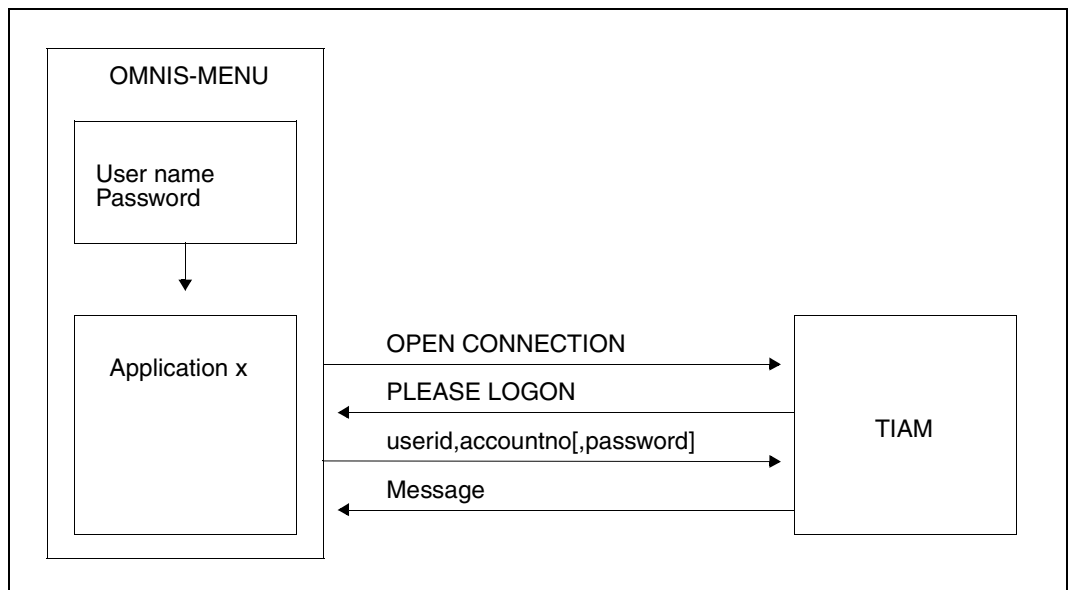 OMNIS-MENU
User name
Password
Application x
OPEN CONNECTION
PLEASE LOGON
userid,accountno[,password]
Message
TIAM